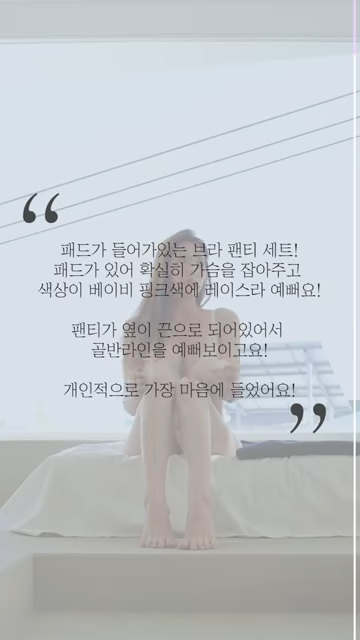 “
패드가 들어가있는 브라 팬티 세트!
패드가 있어 확실히 가슴을 잡아주고
색상이 베이비 핑크색에 레이스라 예뻐요!
팬티가 옆이 끈으로 되어있어서
골반라인을 예뻐보이고요!
개인적으로 가장 마음에 들었어요!
”